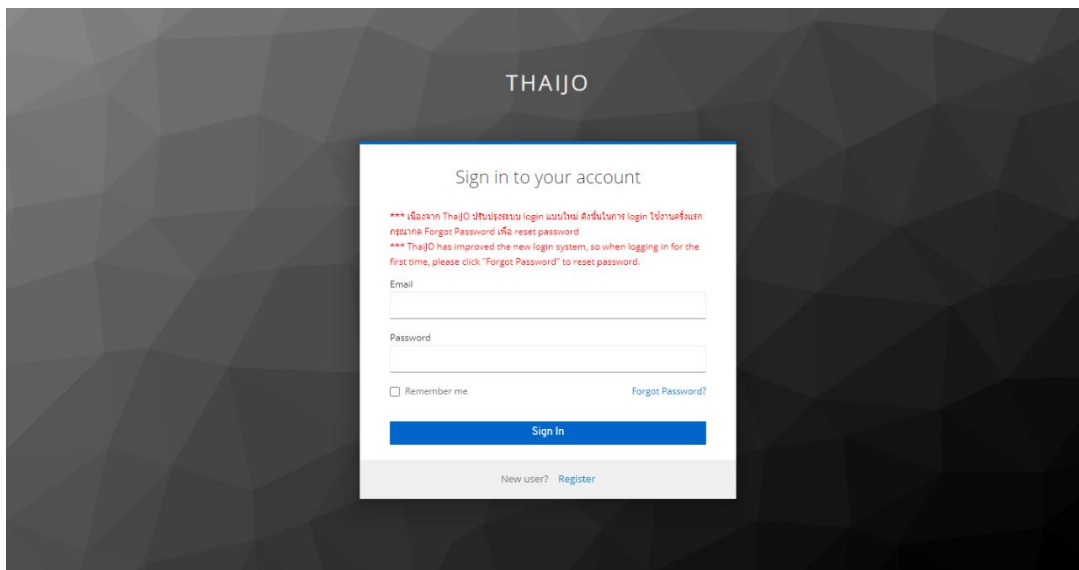 THAIJO
Sign in to your account
*** เนื่องจาก ThaiJO ปรับปรุงระบบ login แบบใหม่ ดังนั้นในการ login ใช้งานครั้งแรก
กรุณากด Forgot Password เพื่อ reset password
*** ThaiJO has improved the new login system, so when logging in for the
first time, please click "Forgot Password" to reset password.
Email
Password
Remember me
Forgot Password?
Sign In
New user? Register